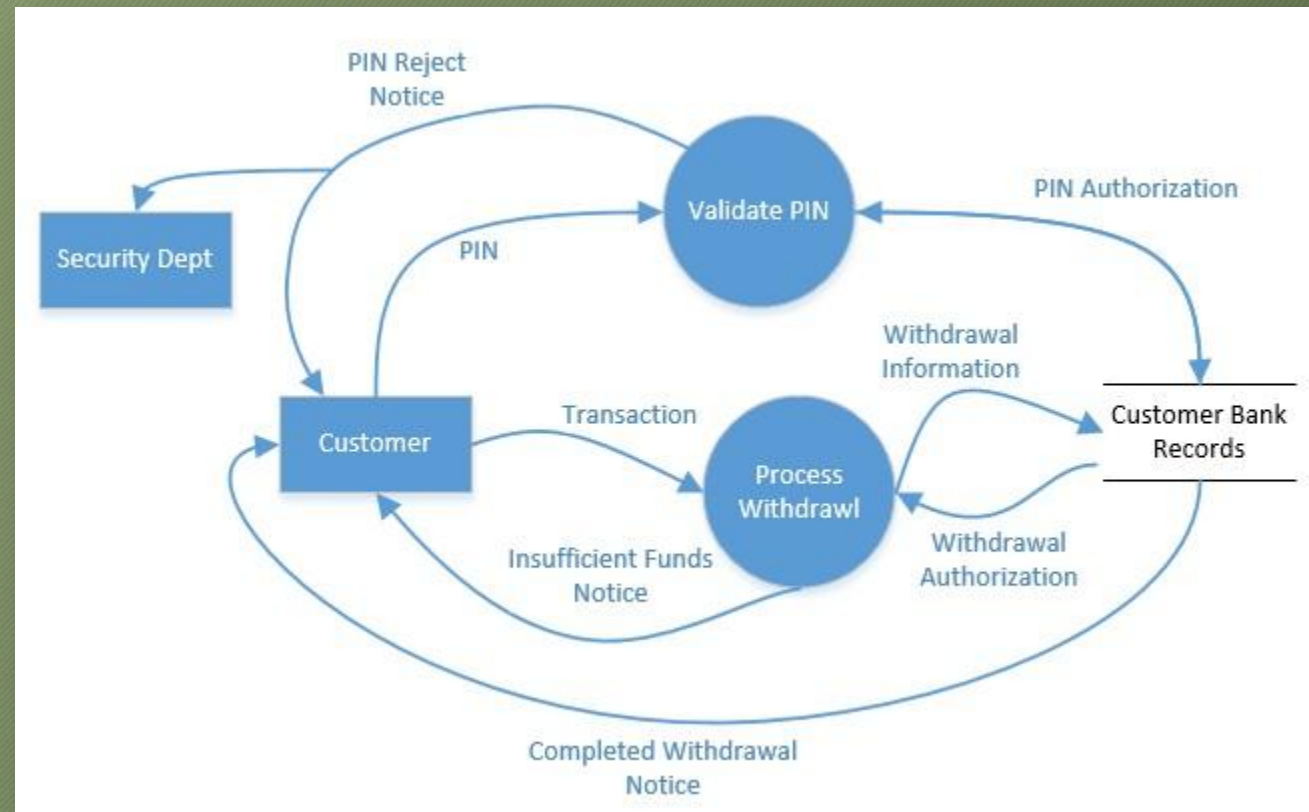 PIN Reject
Notice
Validate PIN
PIN Authorization
Security Dept
PIN
Withdrawal
Information
Customer
Transaction
Customer Bank
Records
Process
Withdrawl
Insufficient Funds
Notice
Withdrawal
Authorization
Completed Withdrawal
Notice